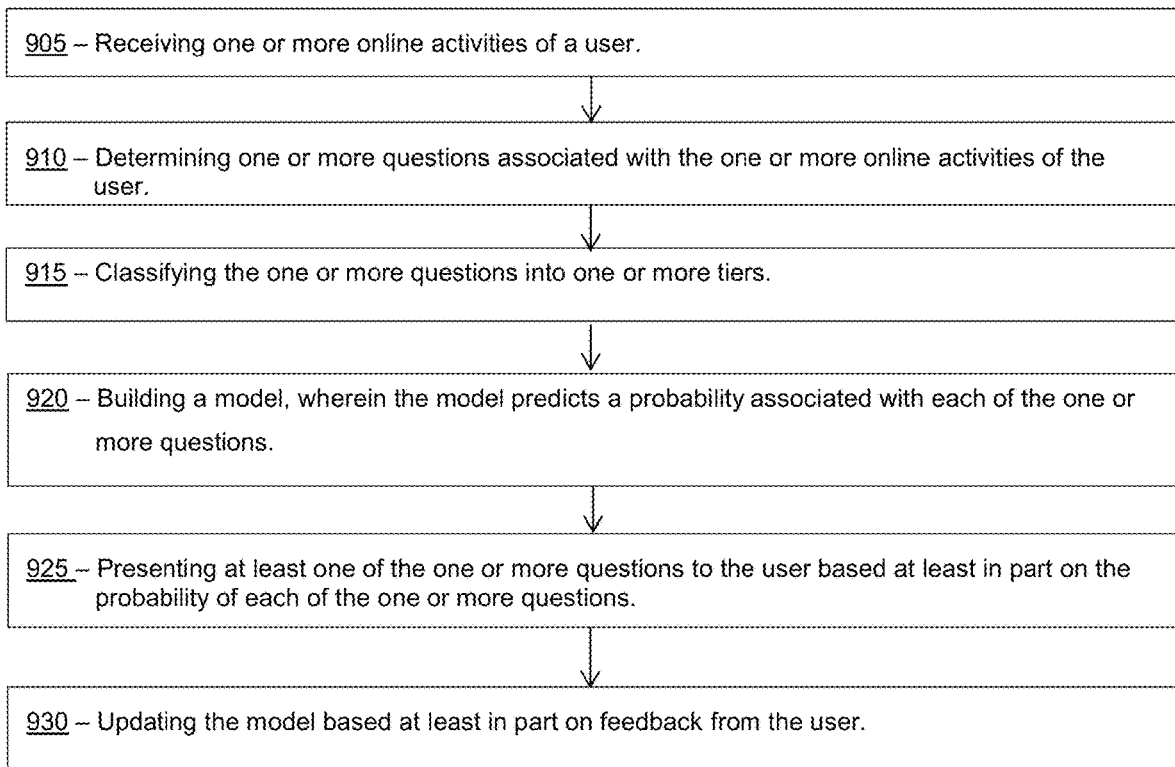 905 – Receiving one or more online activities of a user.
910 – Determining one or more questions associated with the one or more online activities of the
user.
915 – Classifying the one or more questions into one or more tiers.
920 – Building a model, wherein the model predicts a probability associated with each of the one or
more questions.
925 – Presenting at least one of the one or more questions to the user based at least in part on the
probability of each of the one or more questions.
930 – Updating the model based at least in part on feedback from the user.